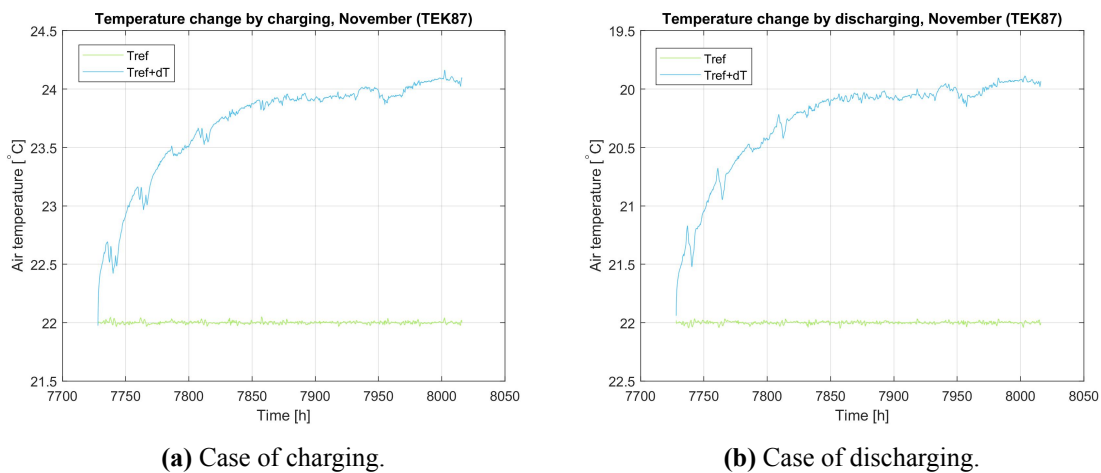 Temperature change by charging, November (TEK87)
24.5
24
23.5
23
22.5
22
21.5
Air temperature [°C]
Tref
Tref+dT
7700 7750 7800 7850 7900 7950 8000 8050
Time [h]
(a) Case of charging.
Temperature change by discharging, November (TEK87)
19.5
20
20.5
21
21.5
22
22.5
Air temperature [°C]
Tref
Tref+dT
7700 7750 7800 7850 7900 7950 8000 8050
Time [h]
(b) Case of discharging.